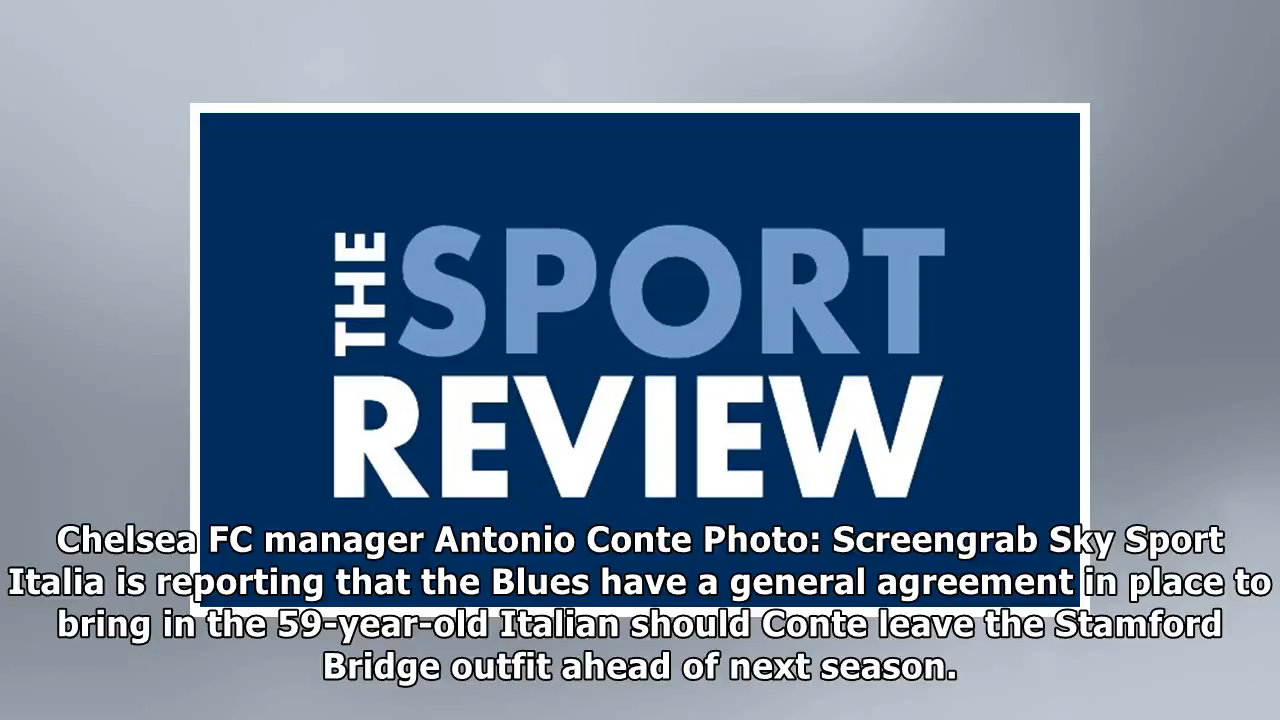 THE SPORT
REVIEW
Chelsea FC manager Antonio Conte Photo: Screengrab Sky Sport
Italia is reporting that the Blues have a general agreement in place to
bring in the 59-year-old Italian should Conte leave the Stamford
Bridge outfit ahead of next season.